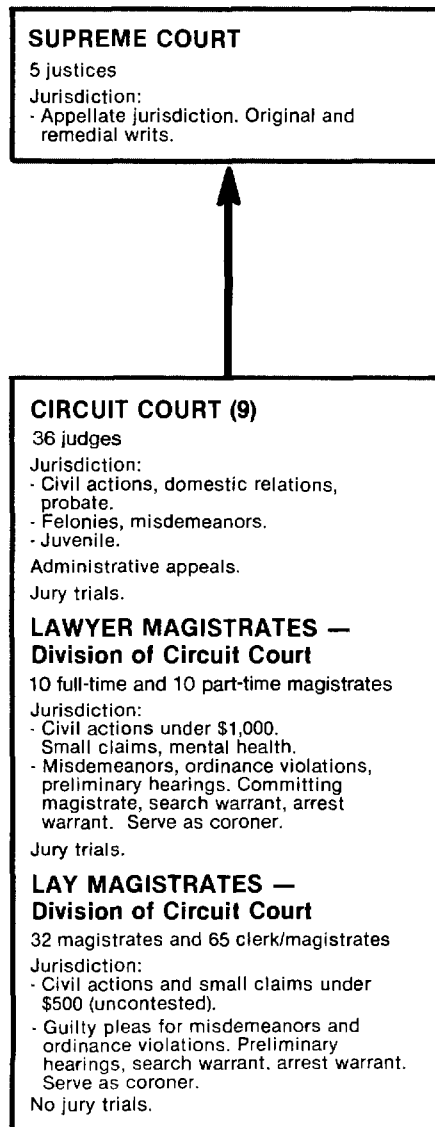 SUPREME COURT
5 justices
Jurisdiction:
- Appellate jurisdiction. Original and
remedial writs.
CIRCUIT COURT (9)
36 judges
Jurisdiction:
- Civil actions, domestic relations,
probate.
- Felonies, misdemeanors.
- Juvenile.
Administrative appeals.
Jury trials.
LAWYER MAGISTRATES —
Division of Circuit Court
10 full-time and 10 part-time magistrates
Jurisdiction:
- Civil actions under $1,000.
Small claims, mental health.
- Misdemeanors, ordinance violations,
preliminary hearings. Committing
magistrate, search warrant, arrest
warrant. Serve as coroner.
Jury trials.
LAY MAGISTRATES —
Division of Circuit Court
32 magistrates and 65 clerk/magistrates
Jurisdiction:
- Civil actions and small claims under
$500 (uncontested).
- Guilty pleas for misdemeanors and
ordinance violations. Preliminary
hearings, search warrant, arrest warrant.
Serve as coroner.
No jury trials.